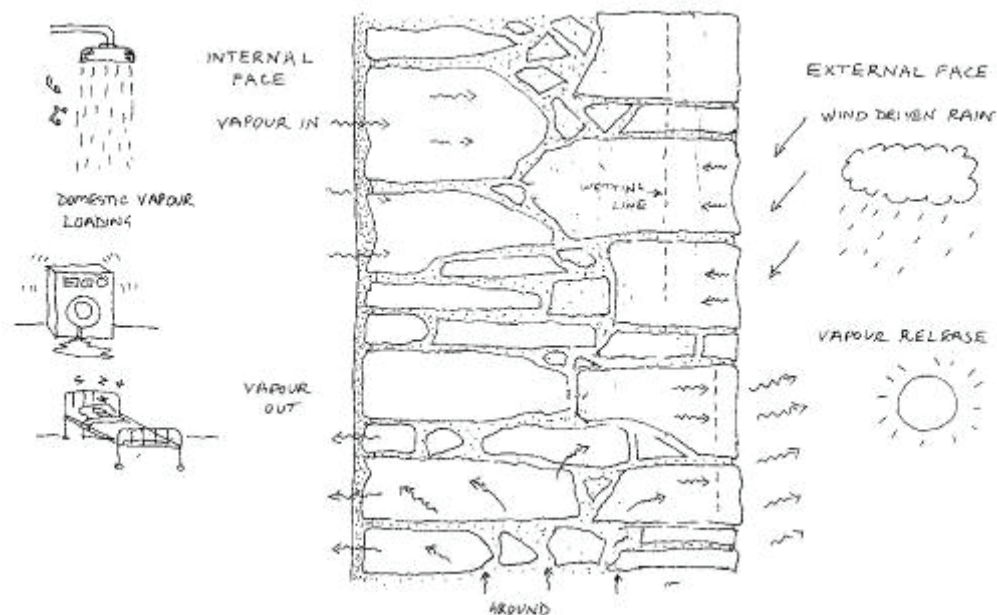 INTERNAL
FACE
VAPOUR IN
DOMESTIC VAPOUR
LOADING
VAPOUR
OUT
WETTING
LINE
EXTERNAL FACE
WIND DRIVEN RAIN
VAPOUR RELEASE
GROUND